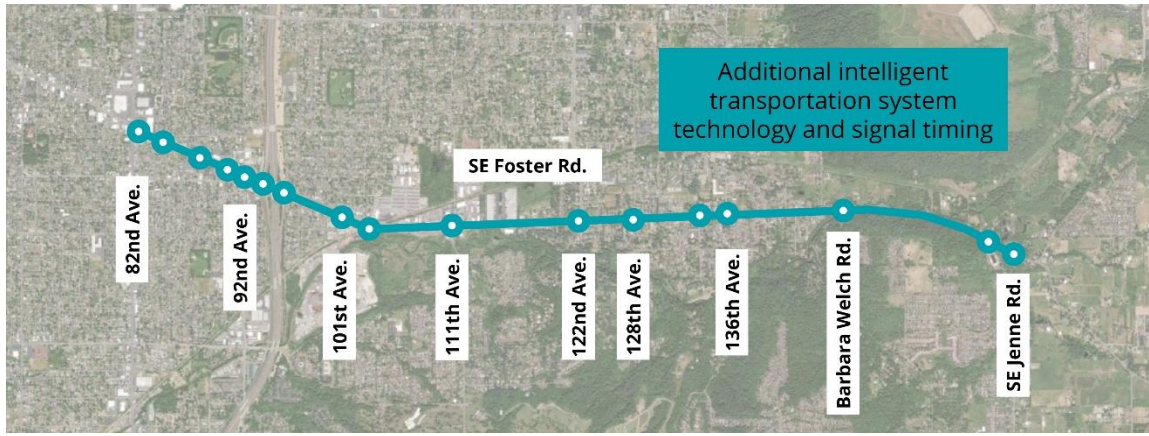 Additional intelligent
transportation system
technology and signal timing
SE Foster Rd.
82nd Ave.
92nd Ave.
101st Ave.
111th Ave.
122nd Ave.
128th Ave.
136th Ave.
Barbara Welch Rd.
SE Jenne Rd.